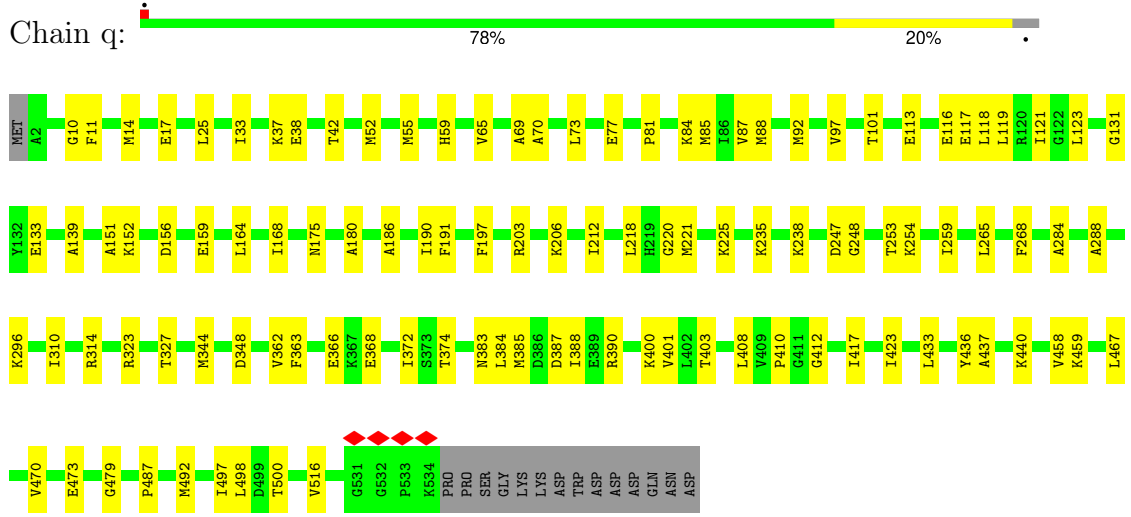 Chain q:
78% 20%
MET A2 G10 F11 M14 E17 L25 I33 K37 E38 T42 M52 M55 H59 V65 A69 A70 L73 E77 P81 K84 M85 I86 V87 M88 M92 V97 T101 E113 E116 E117 L118 L119 R120 I121 G122 L123 G131
Y132 E133 A139 A151 K152 D156 E159 L164 I168 N175 A180 A186 I190 F191 F197 R203 K206 I212 L218 H219 G220 M221 K225 K235 K238 D247 G248 T253 K254 I259 L265 F268 A284 A288
K296 I310 R314 R323 T327 M344 D348 V362 F363 E366 K367 E368 I372 S373 T374 N383 L384 M385 D386 D387 I388 E389 R390 K400 V401 L402 T403 L408 V409 P410 G411 G412 I417 I423 L433 Y436 A437 K440 V458 K459 L467
V470 E473 G479 P487 M492 I497 L498 D499 T500 V516 G531 G532 P533 K534 PRO PRO SER GLY LYS LYS ASP TRP ASP ASP ASP GLN ASN ASP